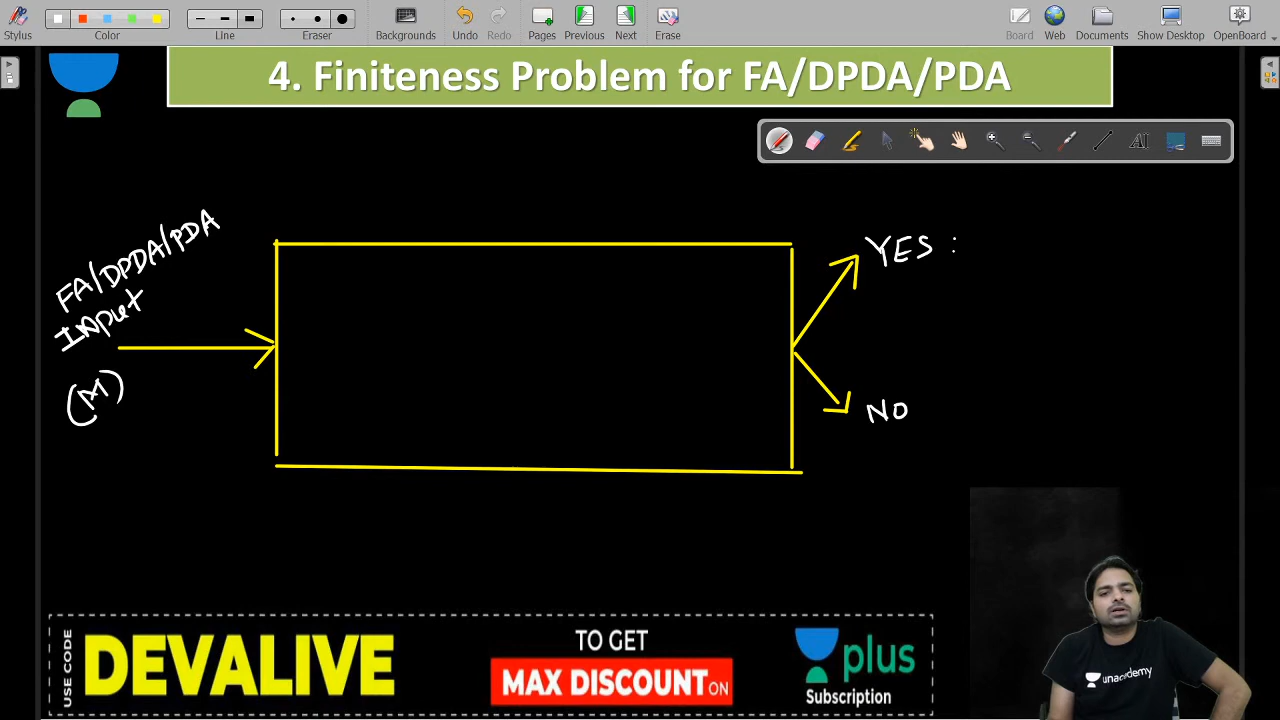 Stylus
Color
Line
Eraser
Backgrounds
Undo
Redo
Pages
Previous
Next
Erase
Board
Web
Documents
Show Desktop
OpenBoard
4. Finiteness Problem for FA/DPDA/PDA
FA/DPDA/PDA
Input
(M)
YES :
NO
USE CODE
DEVALIVE
TO GET
MAX DISCOUNT ON
plus
Subscription
unacademy